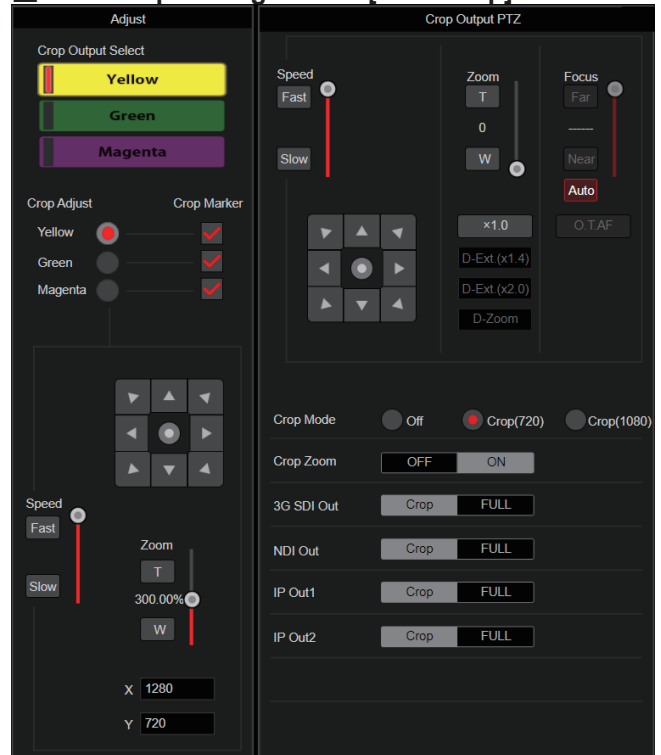 Adjust
Crop Output Select
Yellow
Green
Magenta
Crop Adjust Crop Marker
Yellow
Green
Magenta
Speed
Fast
Slow
Zoom
T
300.00%
W
X 1280
Y 720
Crop Output PTZ
Speed
Fast
Slow
Zoom
T
0
W
×1.0
D-Ext.(x1.4)
D-Ext.(x2.0)
D-Zoom
Focus
Far
------
Near
Auto
O.T.AF
Crop Mode Off Crop(720) Crop(1080)
Crop Zoom OFF ON
3G SDI Out Crop FULL
NDI Out Crop FULL
IP Out1 Crop FULL
IP Out2 Crop FULL